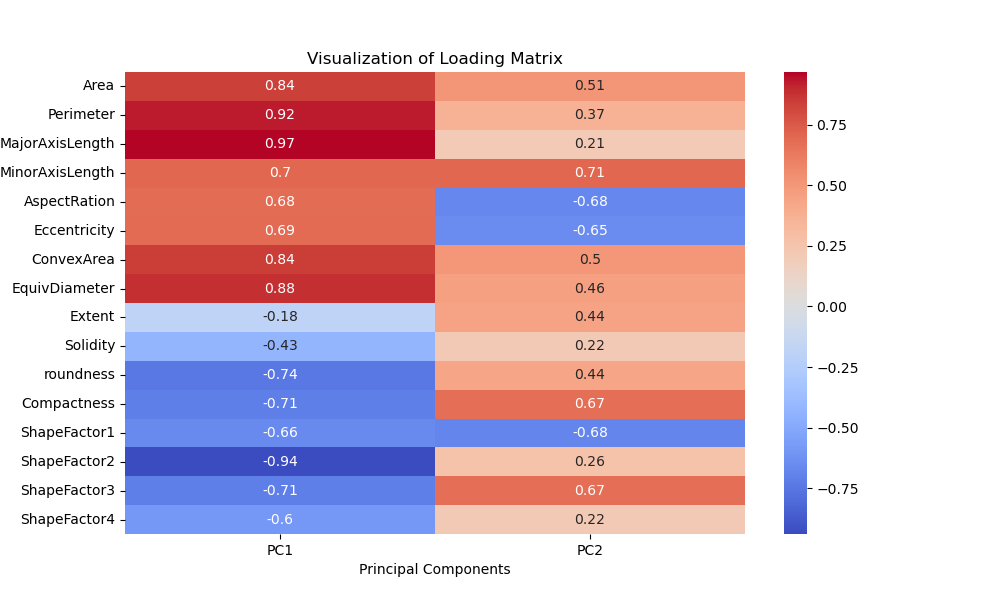 Visualization of Loading Matrix
Area 0.84 0.51
Perimeter 0.92 0.37
MajorAxisLength 0.97 0.21
MinorAxisLength 0.7 0.71
AspectRation 0.68 -0.68
Eccentricity 0.69 -0.65
ConvexArea 0.84 0.5
EquivDiameter 0.88 0.46
Extent -0.18 0.44
Solidity -0.43 0.22
roundness -0.74 0.44
Compactness -0.71 0.67
ShapeFactor1 -0.66 -0.68
ShapeFactor2 -0.94 0.26
ShapeFactor3 -0.71 0.67
ShapeFactor4 -0.6 0.22
PC1 PC2
Principal Components
0.75
0.50
0.25
0.00
−0.25
−0.50
−0.75